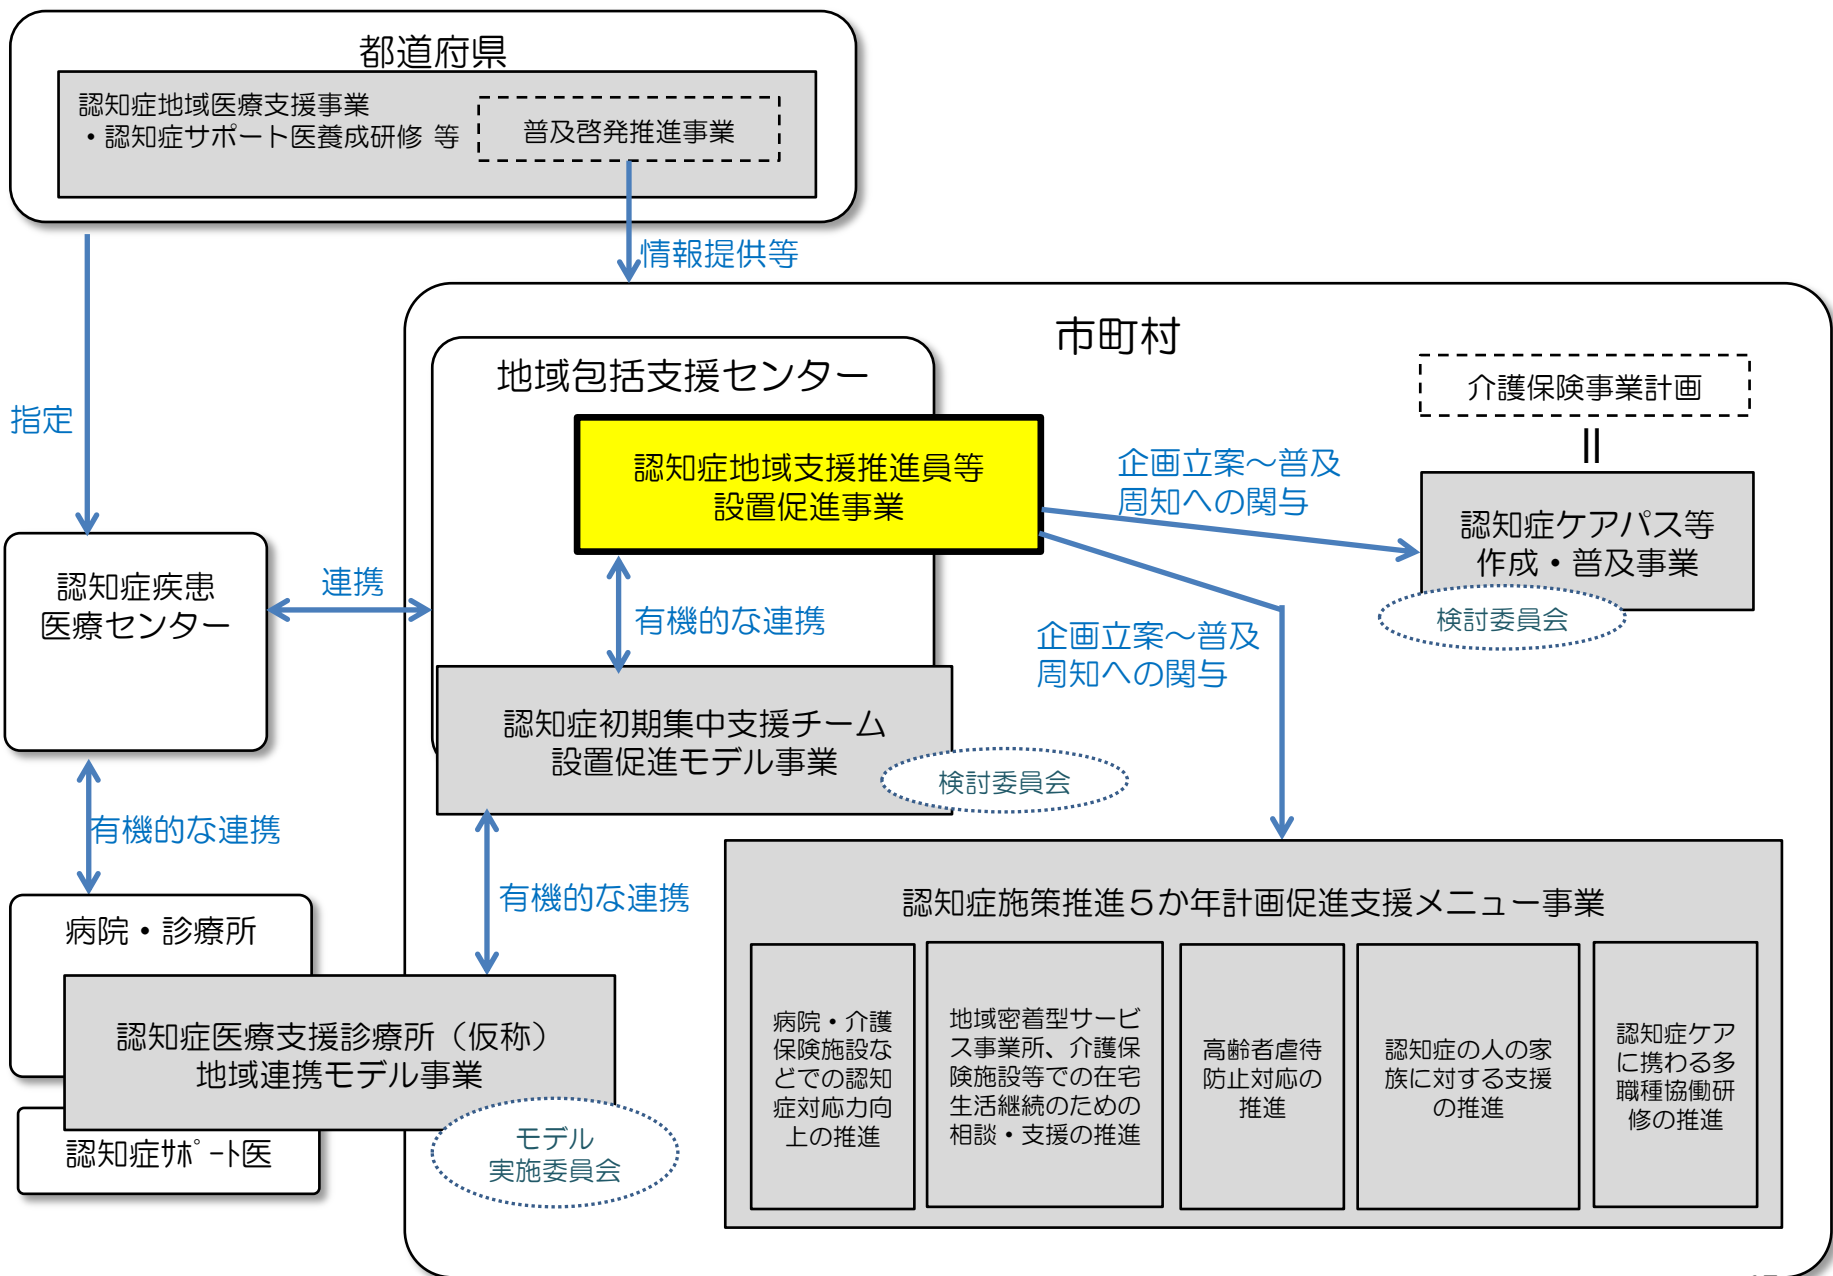 都道府県
認知症地域医療支援事業
・認知症サポート医養成研修 等
普及啓発推進事業
情報提供等
市町村
地域包括支援センター
介護保険事業計画
指定
認知症地域支援推進員等
設置促進事業
企画立案～普及
周知への関与
認知症ケアパス等
作成・普及事業
検討委員会
認知症疾患
医療センター
連携
有機的な連携
企画立案～普及
周知への関与
認知症初期集中支援チーム
設置促進モデル事業
検討委員会
有機的な連携
有機的な連携
病院・診療所
認知症医療支援診療所（仮称）
地域連携モデル事業
認知症ｻﾎﾟｰﾄ医
モデル
実施委員会
認知症施策推進５か年計画促進支援メニュー事業
病院・介護
保険施設な
どでの認知
症対応力向
上の推進
地域密着型サービ
ス事業所、介護保
険施設等での在宅
生活継続のための
相談・支援の推進
高齢者虐待
防止対応の
推進
認知症の人の家
族に対する支援
の推進
認知症ケア
に携わる多
職種協働研
修の推進